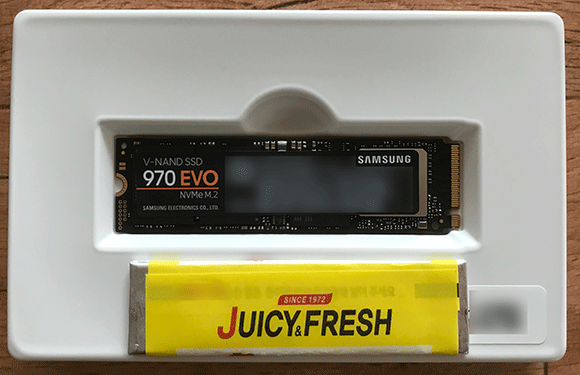 V-NAND SSD
970 EVO
NVMe M.2
SAMSUNG ELECTRONICS CO., LTD.
SAMSUNG
SINCE 1972
JUICY&FRESH